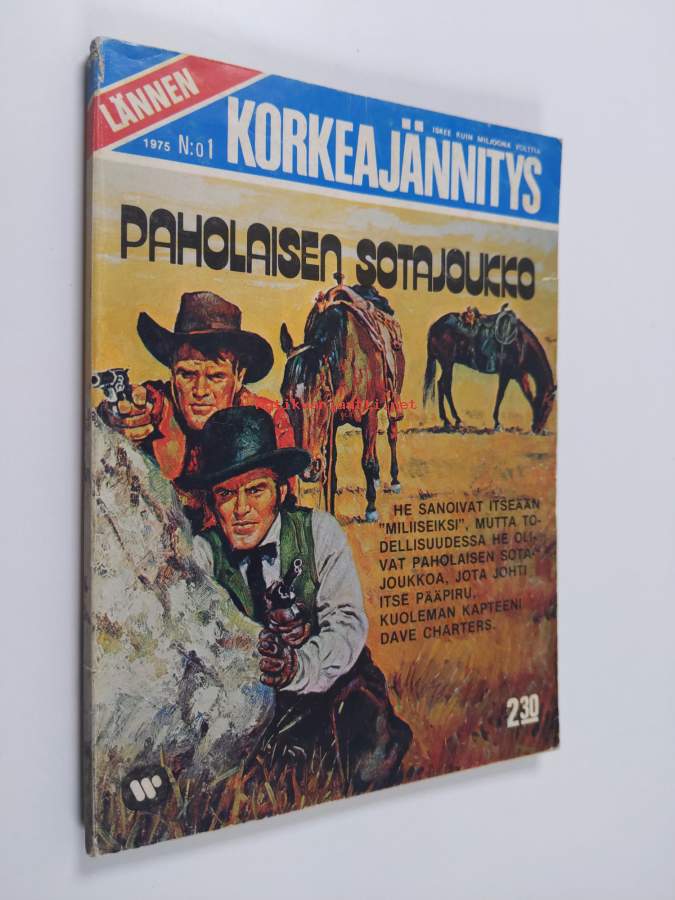 LÄNNEN
1975 N:o1
ISKEE KUIN MILJOONA VOLTTIA
KORKEAJÄNNITYS
PAHOLAISEN SOTAJOUKKO
HE SANOIVAT ITSEÄÄN
"MILIISEIKSI", MUTTA TO-
DELLISUUDESSA HE OLI-
VAT PAHOLAISEN SOTA-
JOUKKOA, JOTA JOHTI
ITSE PÄÄPIRU,
KUOLEMAN KAPTEENI
DAVE CHARTERS.
2.30